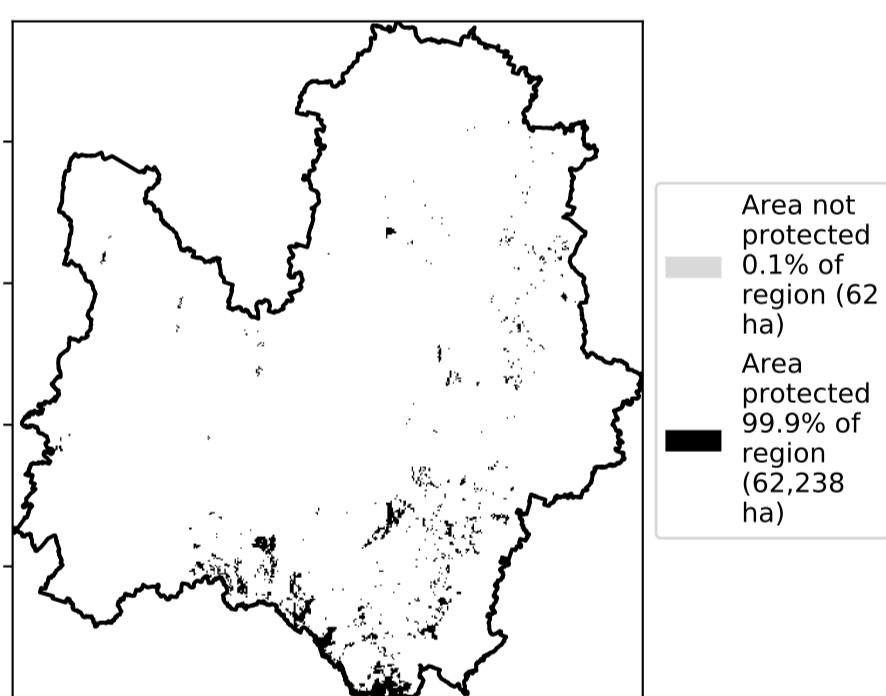 Area not
protected
0.1% of
region (62
ha)
Area
protected
99.9% of
region
(62,238
ha)